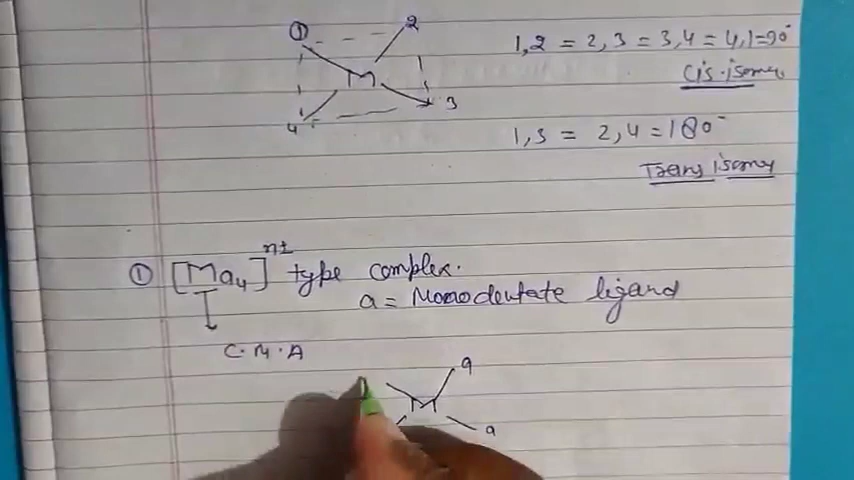 ① 2
1,2 = 2,3 = 3,4 = 4,1 = 90°
M
Cis-isomer
3
4
1,3 = 2,4 = 180°
Trans isomer
① [Ma4]n± type complex.
a = Monodentate ligand
C.M.A
a
M
a